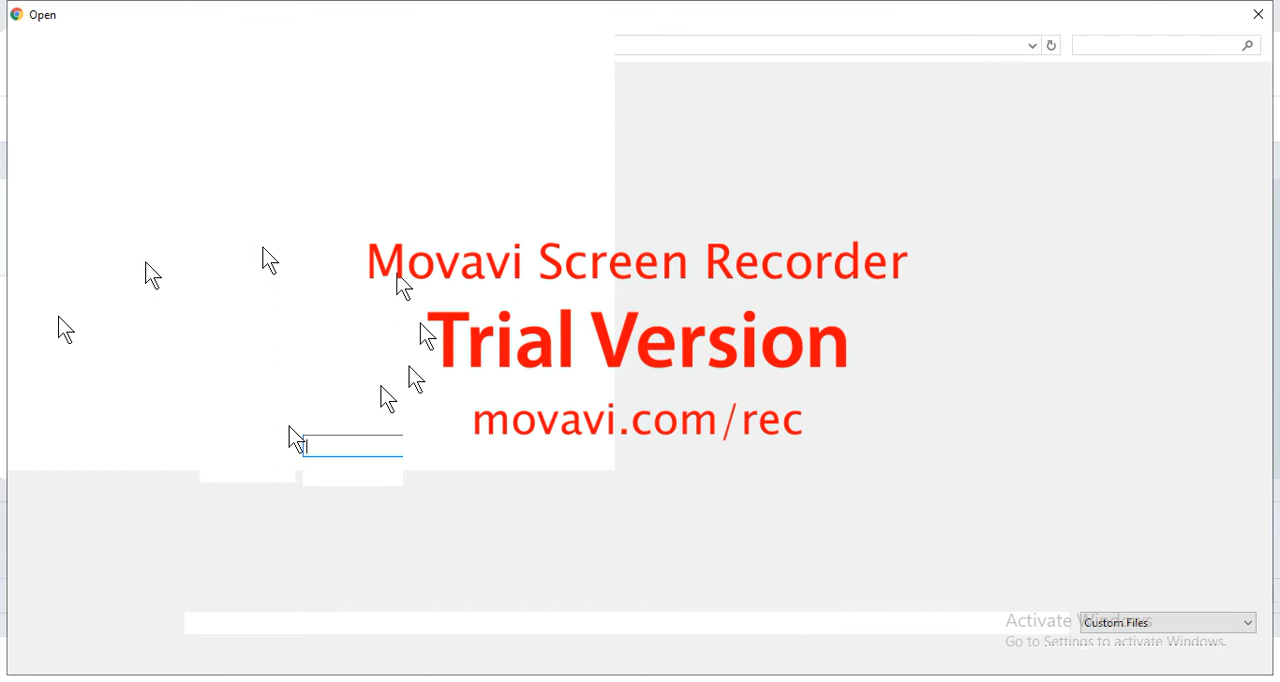 Open
Movavi Screen Recorder
Trial Version
movavi.com/rec
Activate Windows
Custom Files
Go to Settings to activate Windows.